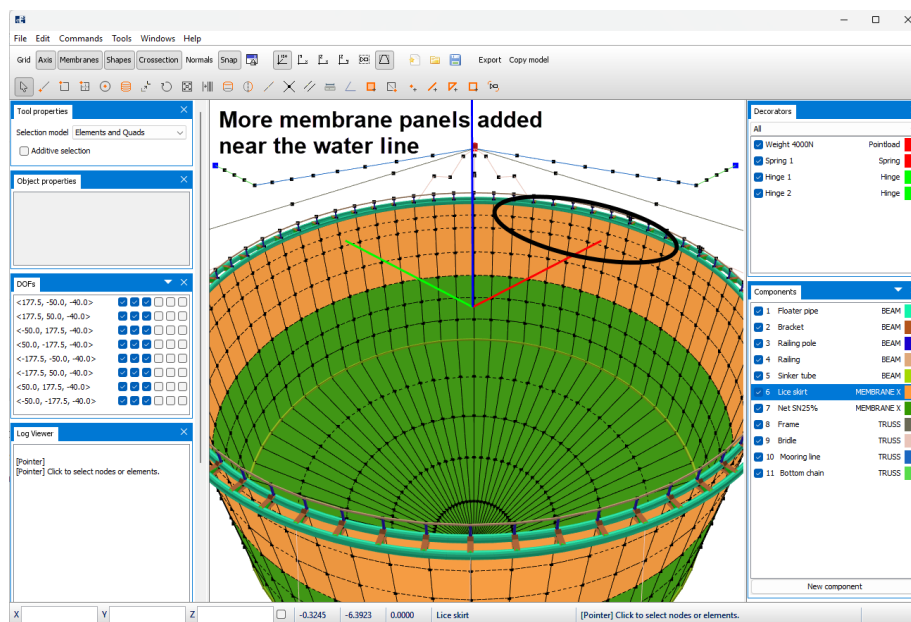 File Edit Commands Tools Windows Help
Grid Axis Membranes Shapes Crossection Normals Snap Export Copy model
Tool properties
Selection model Elements and Quads
Additive selection
Object properties
DOFs
<177.5, -50.0, -40.0>
<177.5, 50.0, -40.0>
<-50.0, 177.5, -40.0>
<50.0, -177.5, -40.0>
<-177.5, -50.0, -40.0>
<-177.5, 50.0, -40.0>
<50.0, 177.5, -40.0>
<-50.0, -177.5, -40.0>
Log Viewer
[Pointer]
[Pointer] Click to select nodes or elements.
More membrane panels added
near the water line
Decorators
All
Weight 4000N Pointload
Spring 1 Spring
Hinge 1 Hinge
Hinge 2 Hinge
Components
1 Floater pipe BEAM
2 Bracket BEAM
3 Railing pole BEAM
4 Railing BEAM
5 Sinker tube BEAM
6 Lice skirt MEMBRANE X
7 Net SN25% MEMBRANE X
8 Frame TRUSS
9 Bridle TRUSS
10 Mooring line TRUSS
11 Bottom chain TRUSS
New component
X Y Z -0.3245 -6.3923 0.0000 Lice skirt [Pointer] Click to select nodes or elements.